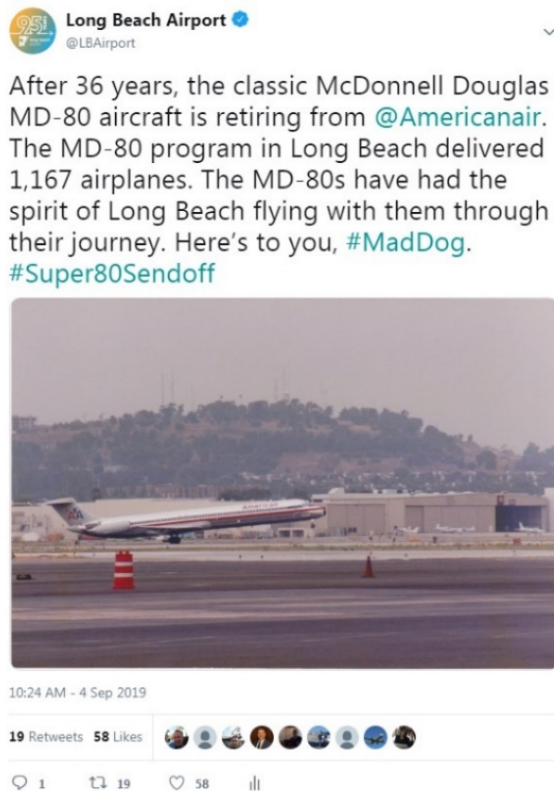 95
Long Beach Airport
@LBAirport
After 36 years, the classic McDonnell Douglas
MD-80 aircraft is retiring from @Americanair.
The MD-80 program in Long Beach delivered
1,167 airplanes. The MD-80s have had the
spirit of Long Beach flying with them through
their journey. Here's to you, #MadDog.
#Super80Sendoff
American
AA
10:24 AM - 4 Sep 2019
19 Retweets 58 Likes
1 19 58